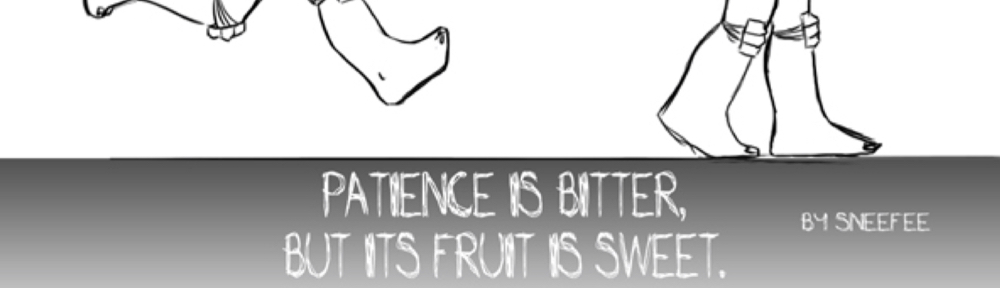 PATIENCE IS BITTER,
BUT ITS FRUIT IS SWEET.
BY SNEEFEE